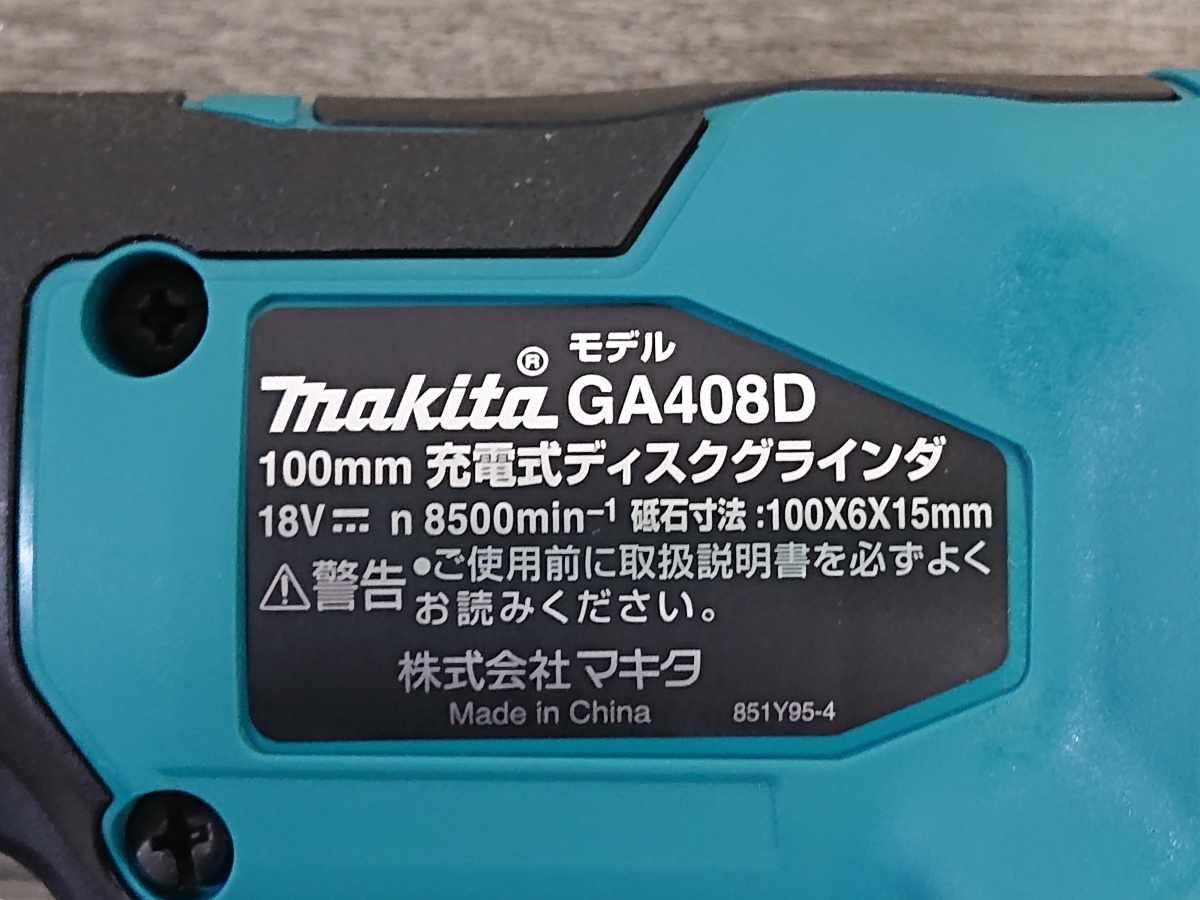 モデル
makita® GA408D
100mm 充電式ディスクグラインダ
18V⎓ n 8500min⁻¹ 砥石寸法:100X6X15mm
⚠警告 •ご使用前に取扱説明書を必ずよく
お読みください。
株式会社マキタ
Made in China 851Y95-4